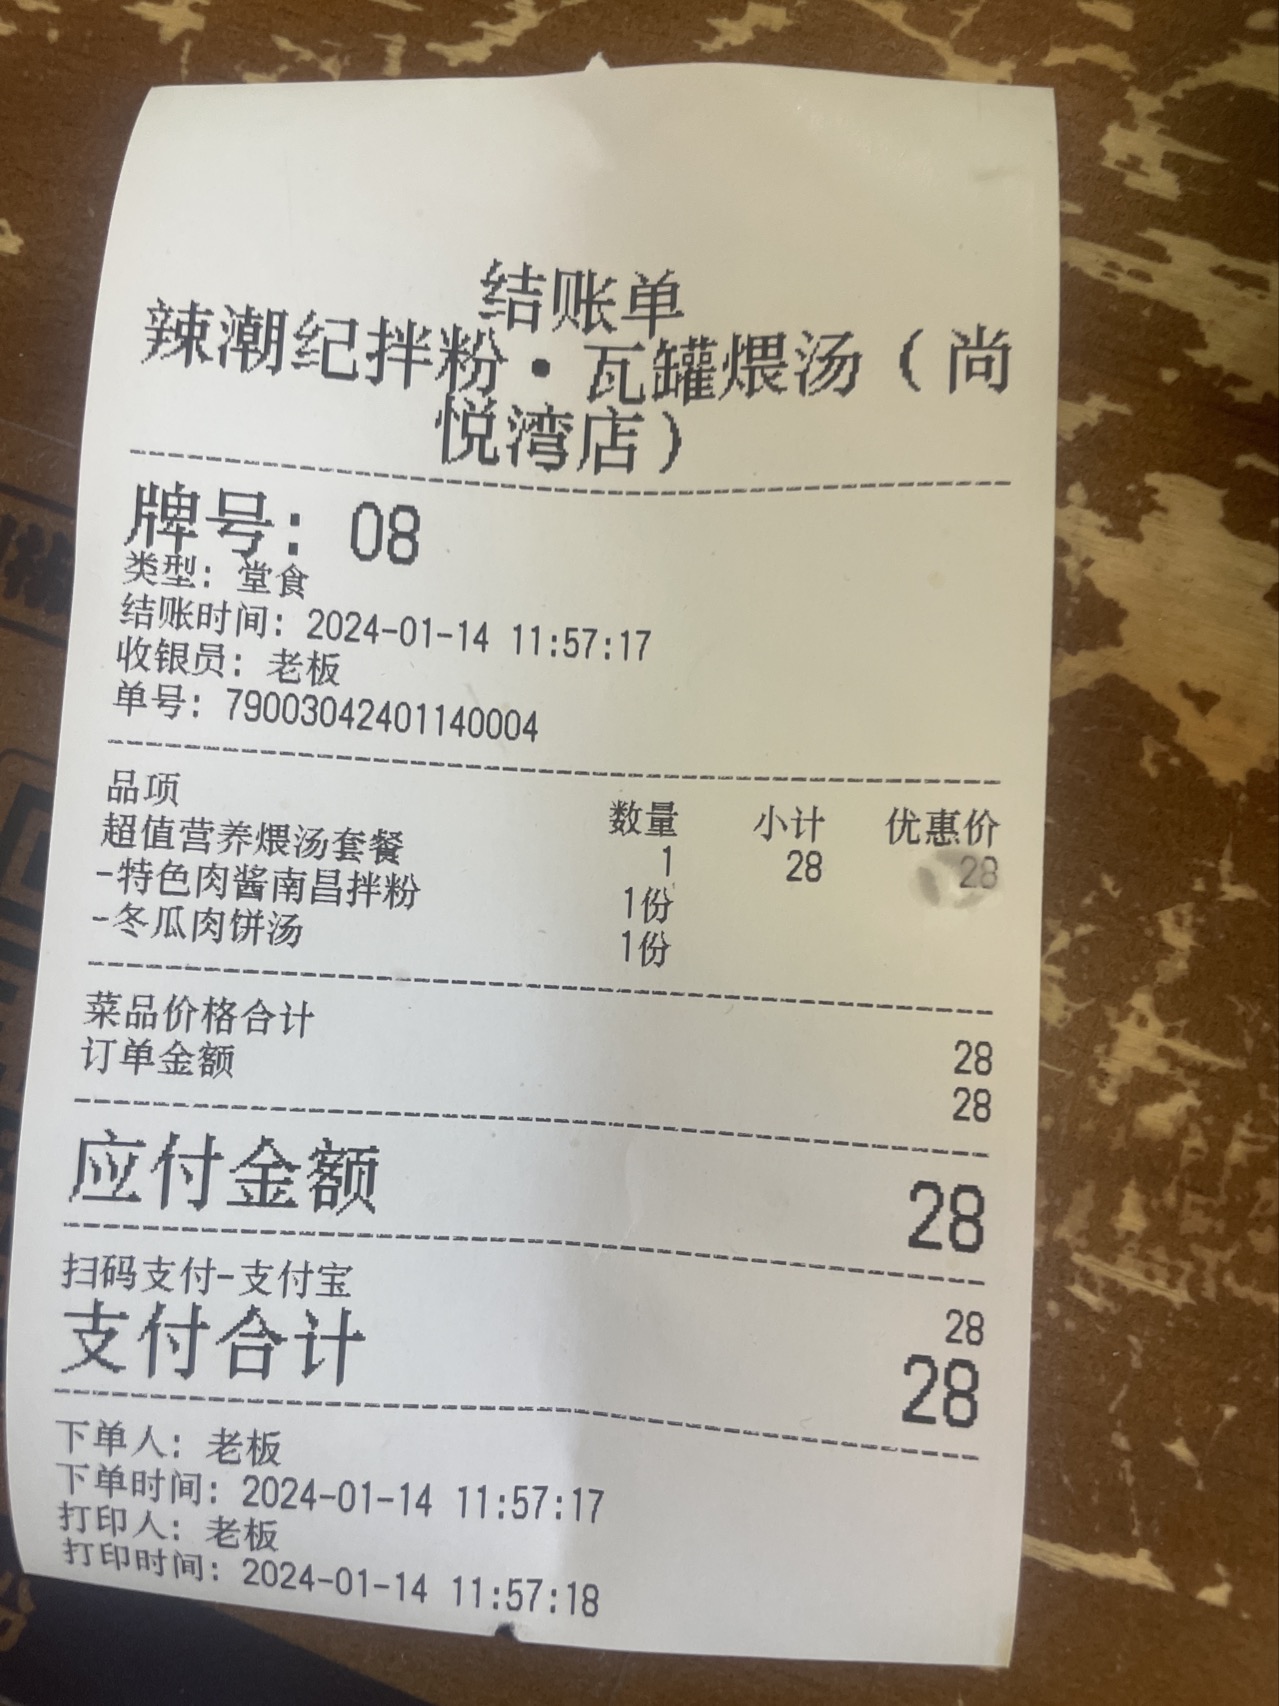 结账单
辣潮纪拌粉·瓦罐煨汤（尚
悦湾店）
牌号：08
类型：堂食
结账时间：2024-01-14 11:57:17
收银员：老板
单号：79003042401140004
品项 数量 小计 优惠价
超值营养煨汤套餐 1 28 28
-特色肉酱南昌拌粉 1份
-冬瓜肉饼汤 1份
菜品价格合计 28
订单金额 28
应付金额 28
扫码支付-支付宝 28
支付合计 28
下单人：老板
下单时间：2024-01-14 11:57:17
打印人：老板
打印时间：2024-01-14 11:57:18